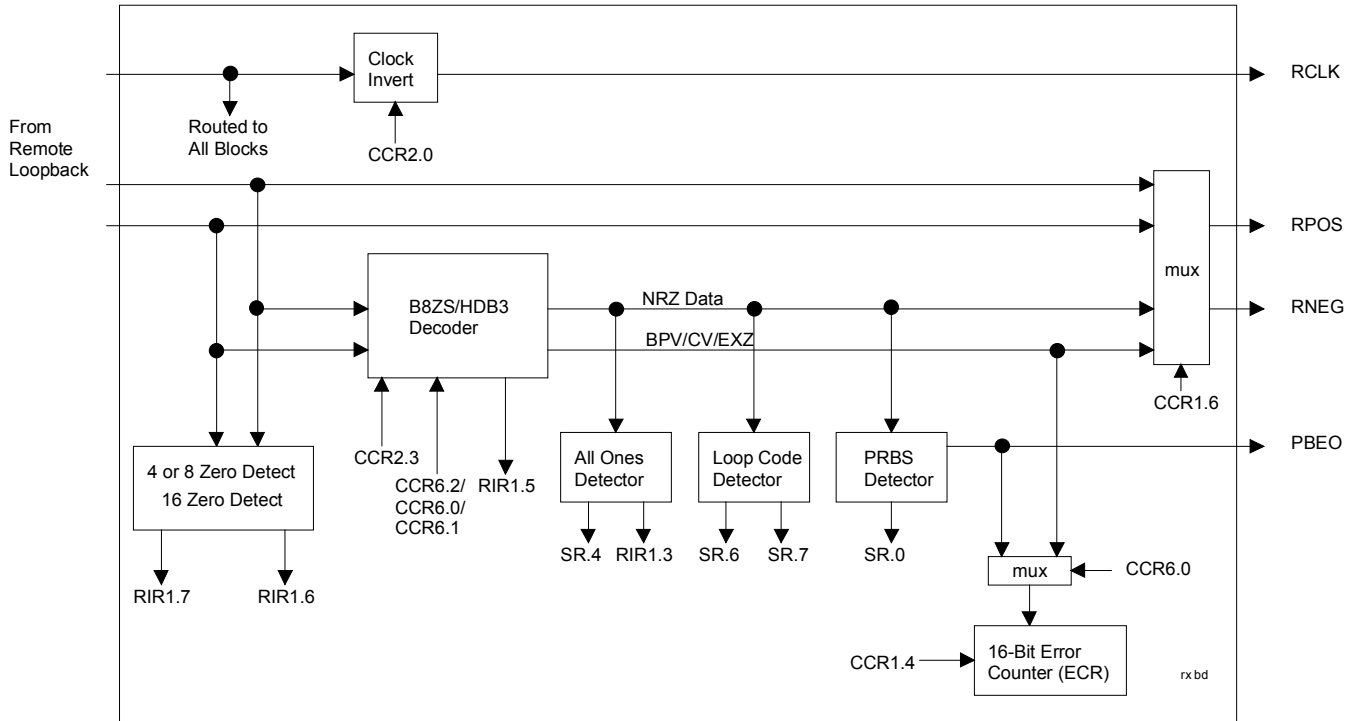 Clock
Invert
RCLK
From
Remote
Loopback
Routed to
All Blocks
CCR2.0
RPOS
mux
B8ZS/HDB3
Decoder
NRZ Data
RNEG
BPV/CV/EXZ
CCR1.6
4 or 8 Zero Detect
16 Zero Detect
CCR2.3
CCR6.2/
CCR6.0/
CCR6.1
RIR1.5
All Ones
Detector
Loop Code
Detector
PRBS
Detector
PBEO
SR.4
RIR1.3
SR.6
SR.7
SR.0
RIR1.7
RIR1.6
mux
CCR6.0
CCR1.4
16-Bit Error
Counter (ECR)
rx bd